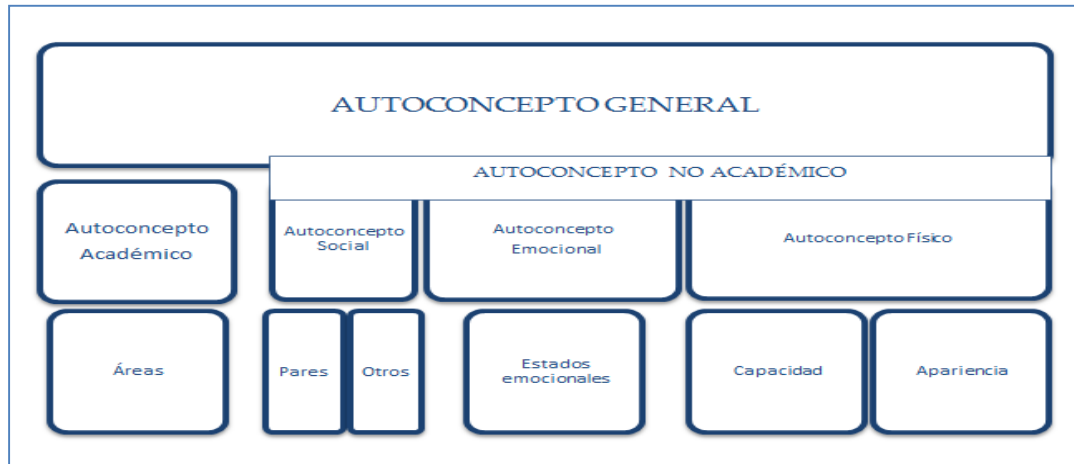 AUTOCONCEPTO GENERAL
AUTOCONCEPTO NO ACADÉMICO
Autoconcepto
Académico
Autoconcepto
Social
Autoconcepto
Emocional
Autoconcepto Físico
Áreas
Pares
Otros
Estados
emocionales
Capacidad
Apariencia